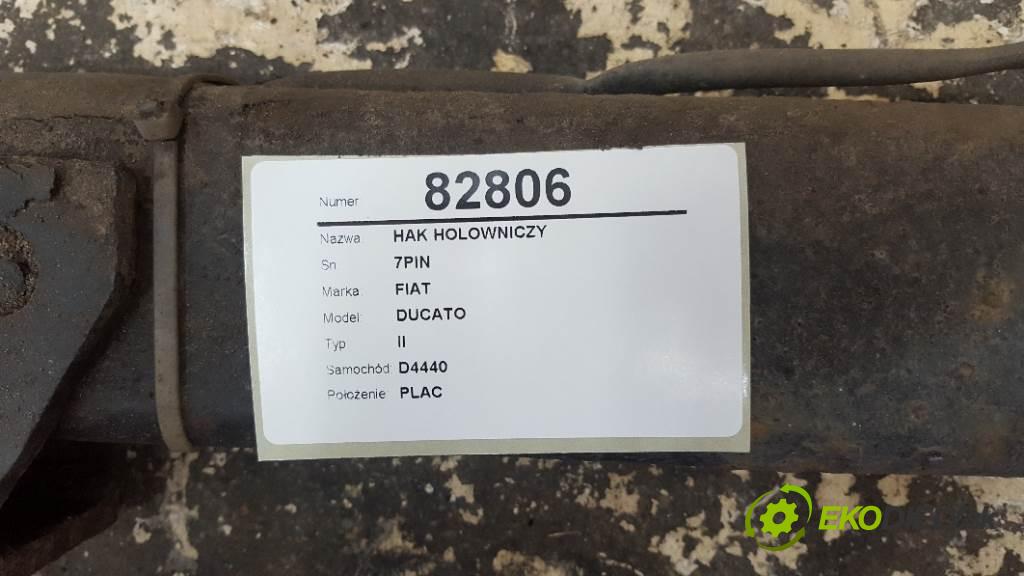 Numer 82806
Nazwa: HAK HOLOWNICZY
Sn 7PIN
Marka: FIAT
Model: DUCATO
Typ II
Samochód: D4440
Położenie PLAC
EKO